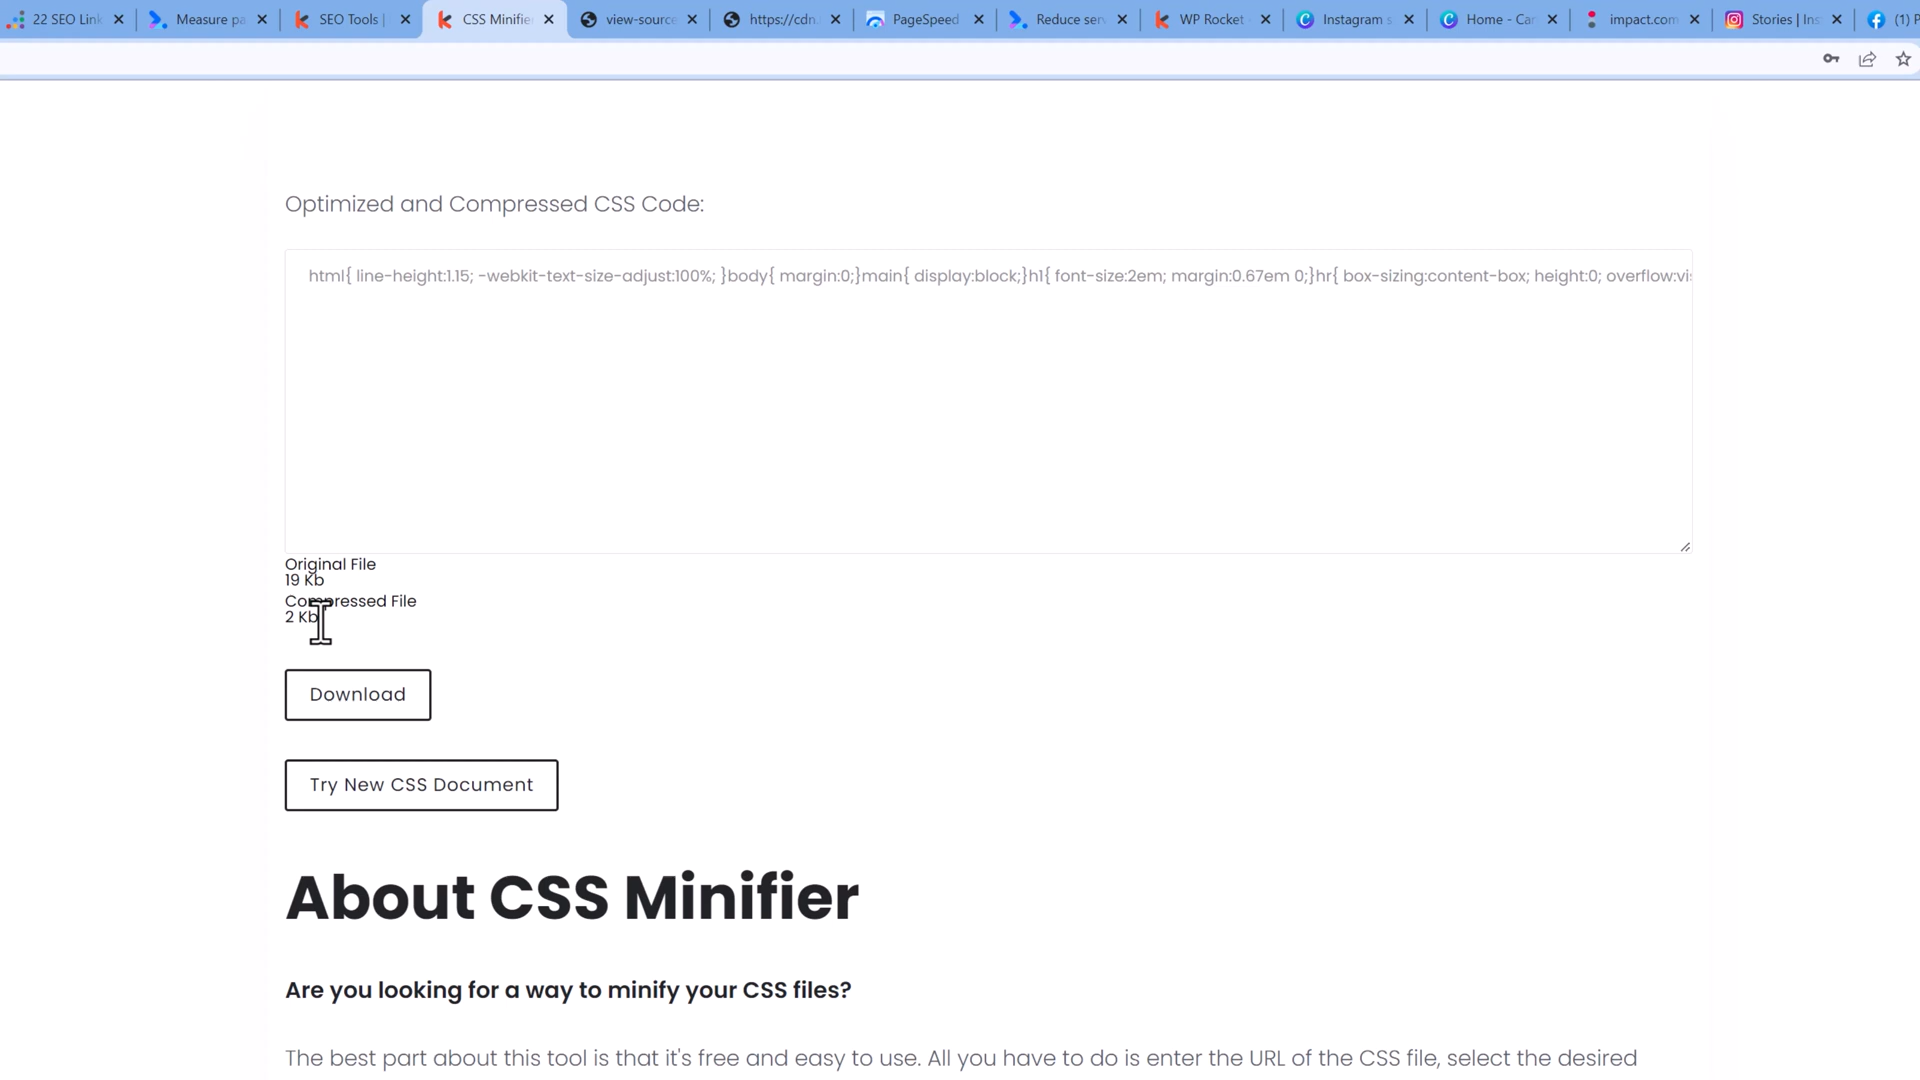 22 SEO Link
Measure pa
SEO Tools |
CSS Minifie
view-source
https://cdn.
PageSpeed
Reduce serv
WP Rocket
Instagram s
Home - Can
impact.com
Stories | Ins
(1) F
Optimized and Compressed CSS Code:
html{ line-height:1.15; -webkit-text-size-adjust:100%; }body{ margin:0;}main{ display:block;}h1{ font-size:2em; margin:0.67em 0;}hr{ box-sizing:content-box; height:0; overflow:vis
Original File
19 Kb
Compressed File
2 Kb
Download
Try New CSS Document
About CSS Minifier
Are you looking for a way to minify your CSS files?
The best part about this tool is that it's free and easy to use. All you have to do is enter the URL of the CSS file, select the desired